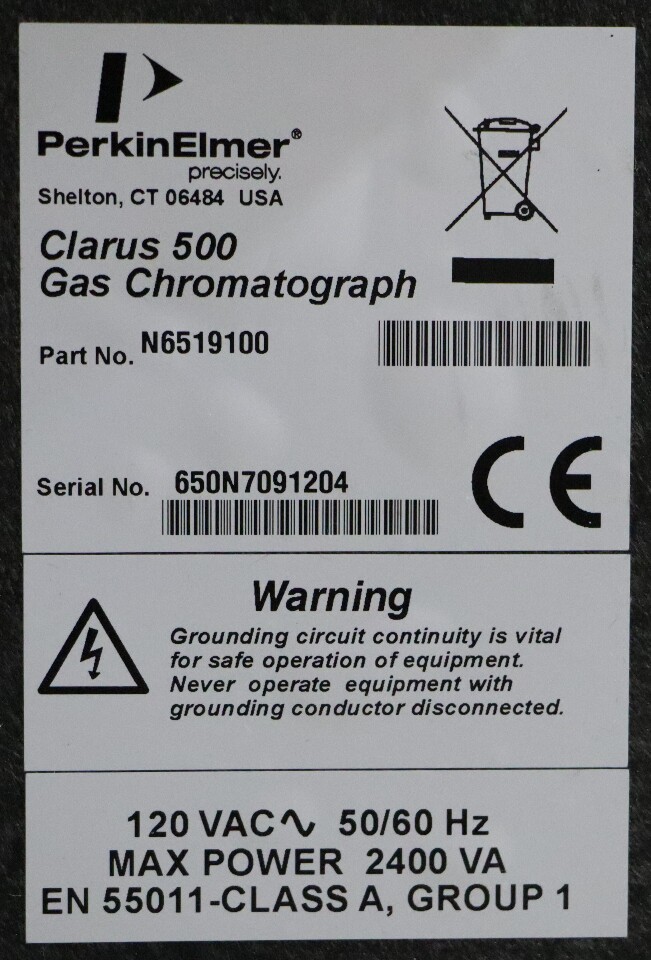 PerkinElmer®
precisely.
Shelton, CT 06484 USA
Clarus 500
Gas Chromatograph
Part No. N6519100
Serial No. 650N7091204
CE
Warning
Grounding circuit continuity is vital
for safe operation of equipment.
Never operate equipment with
grounding conductor disconnected.
120 VAC∿ 50/60 Hz
MAX POWER 2400 VA
EN 55011-CLASS A, GROUP 1